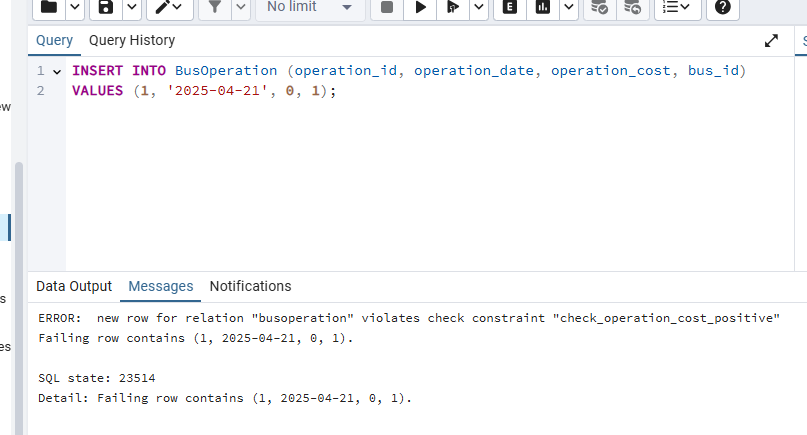 No limit
E
Query Query History
1 INSERT INTO BusOperation (operation_id, operation_date, operation_cost, bus_id)
2 VALUES (1, '2025-04-21', 0, 1);
ew
s
es
Data Output Messages Notifications
ERROR:  new row for relation "busoperation" violates check constraint "check_operation_cost_positive"
Failing row contains (1, 2025-04-21, 0, 1).
SQL state: 23514
Detail: Failing row contains (1, 2025-04-21, 0, 1).